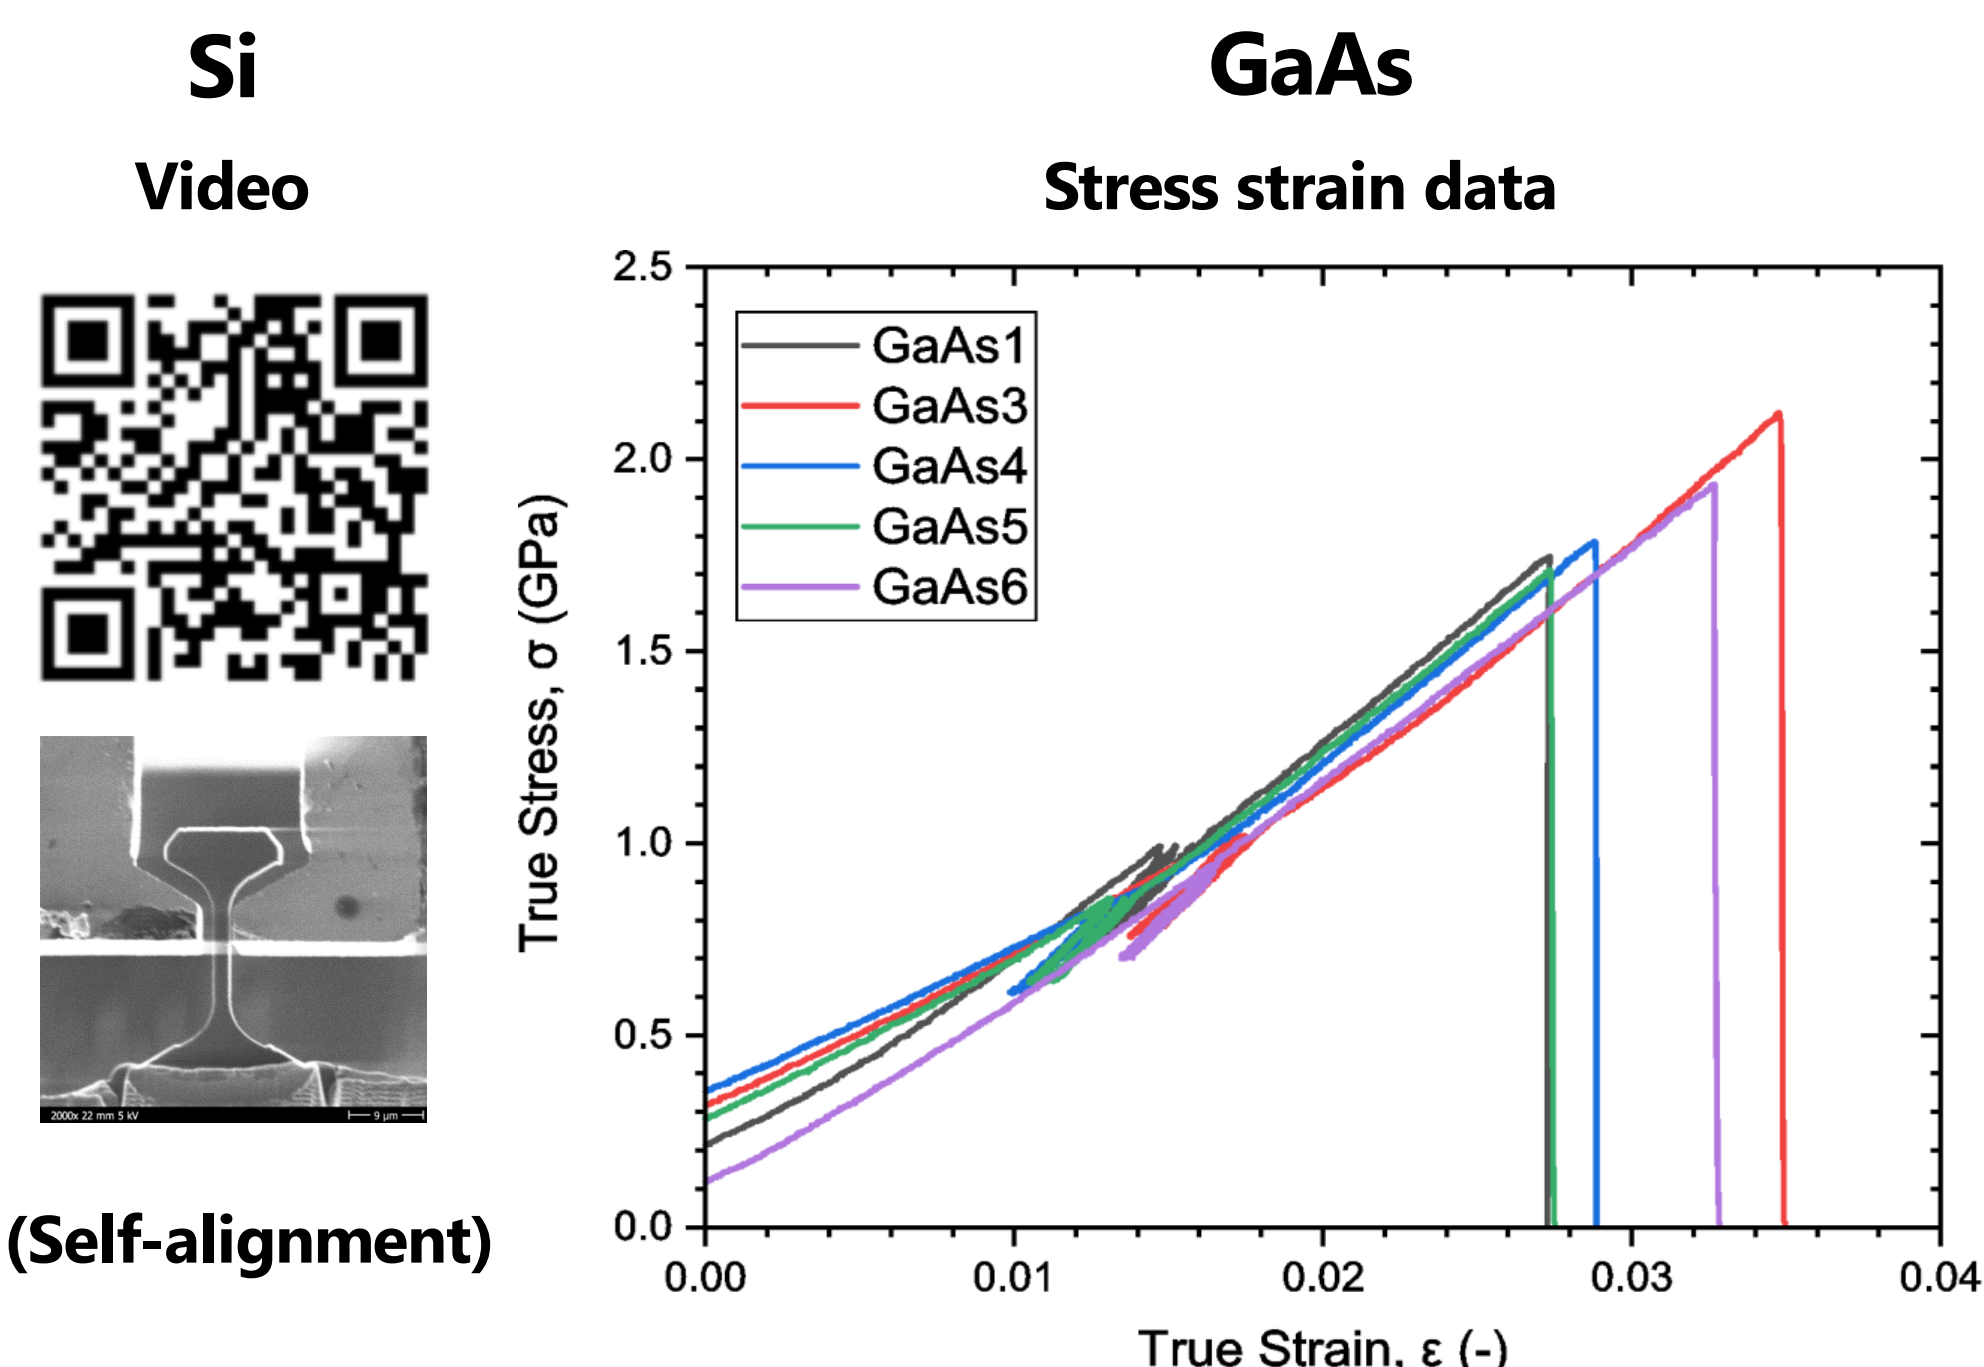 Si
Video
2000x 22 mm 5 kV
9 µm
(Self-alignment)
GaAs
Stress strain data
2.5
2.0
1.5
1.0
0.5
0.0
True Stress, σ (GPa)
GaAs1
GaAs3
GaAs4
GaAs5
GaAs6
0.00 0.01 0.02 0.03 0.04
True Strain, ε (-)